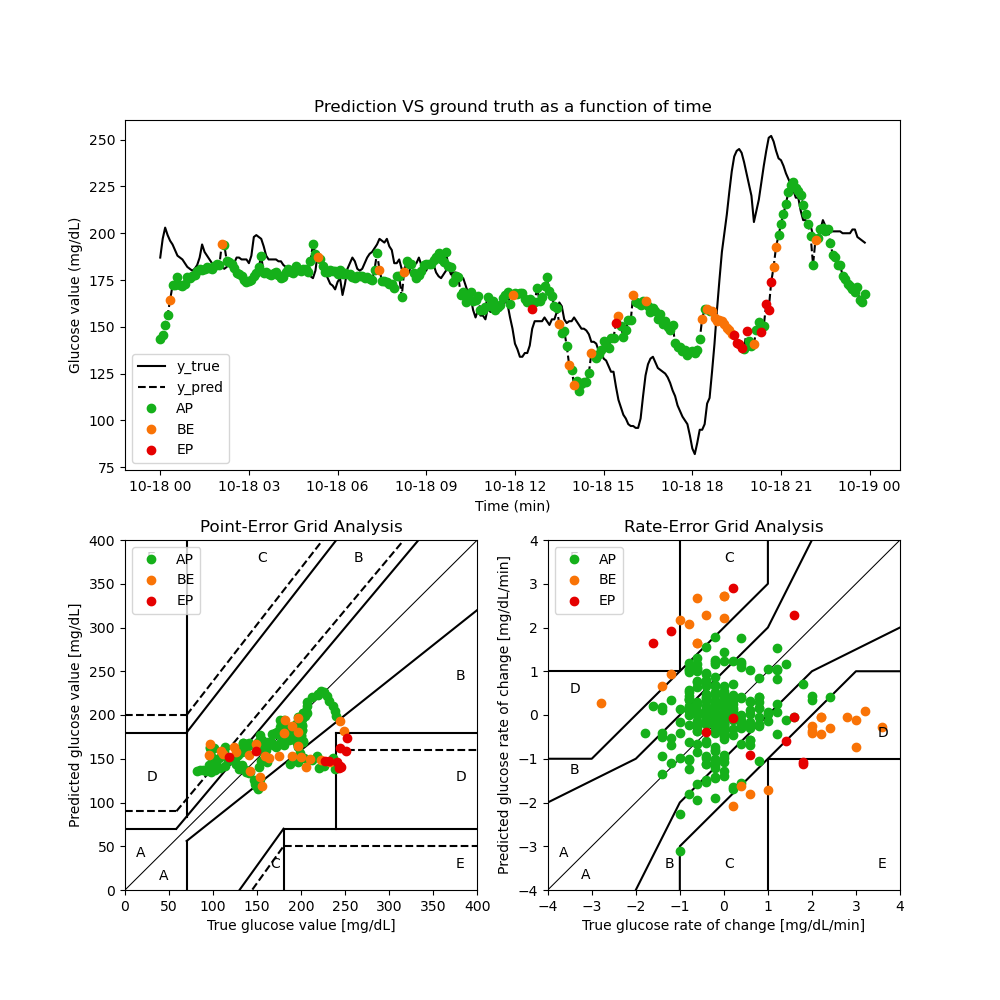 Prediction VS ground truth as a function of time
Glucose value (mg/dL)
250
225
200
175
150
125
100
75
y_true
y_pred
AP
BE
EP
10-18 00 10-18 03 10-18 06 10-18 09 10-18 12 10-18 15 10-18 18 10-18 21 10-19 00
Time (min)
Point-Error Grid Analysis
Predicted glucose value [mg/dL]
400
350
300
250
200
150
100
50
0
AP
BE
EP
C
B
B
D
D
A
A
C
E
0 50 100 150 200 250 300 350 400
True glucose value [mg/dL]
Rate-Error Grid Analysis
Predicted glucose rate of change [mg/dL/min]
4
3
2
1
0
−1
−2
−3
−4
AP
BE
EP
C
D
D
B
A
A
B
C
E
−4 −3 −2 −1 0 1 2 3 4
True glucose rate of change [mg/dL/min]